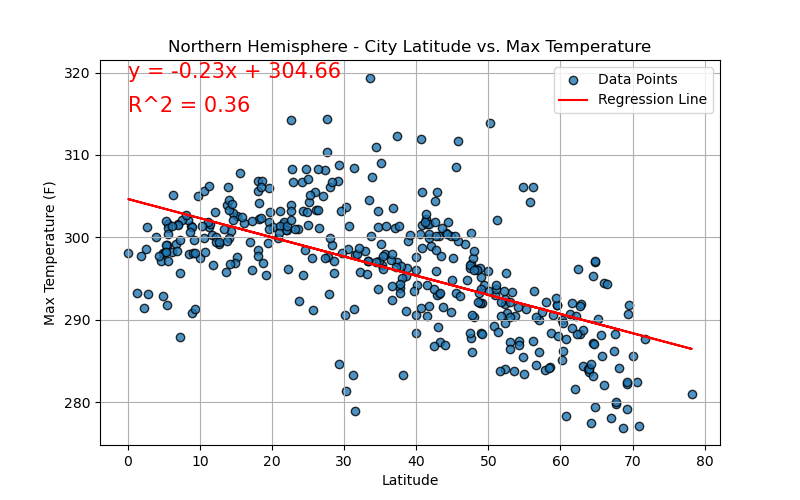 Northern Hemisphere - City Latitude vs. Max Temperature
y = -0.23x + 304.66
R^2 = 0.36
Data Points
Regression Line
Max Temperature (F)
320
310
300
290
280
0 10 20 30 40 50 60 70 80
Latitude